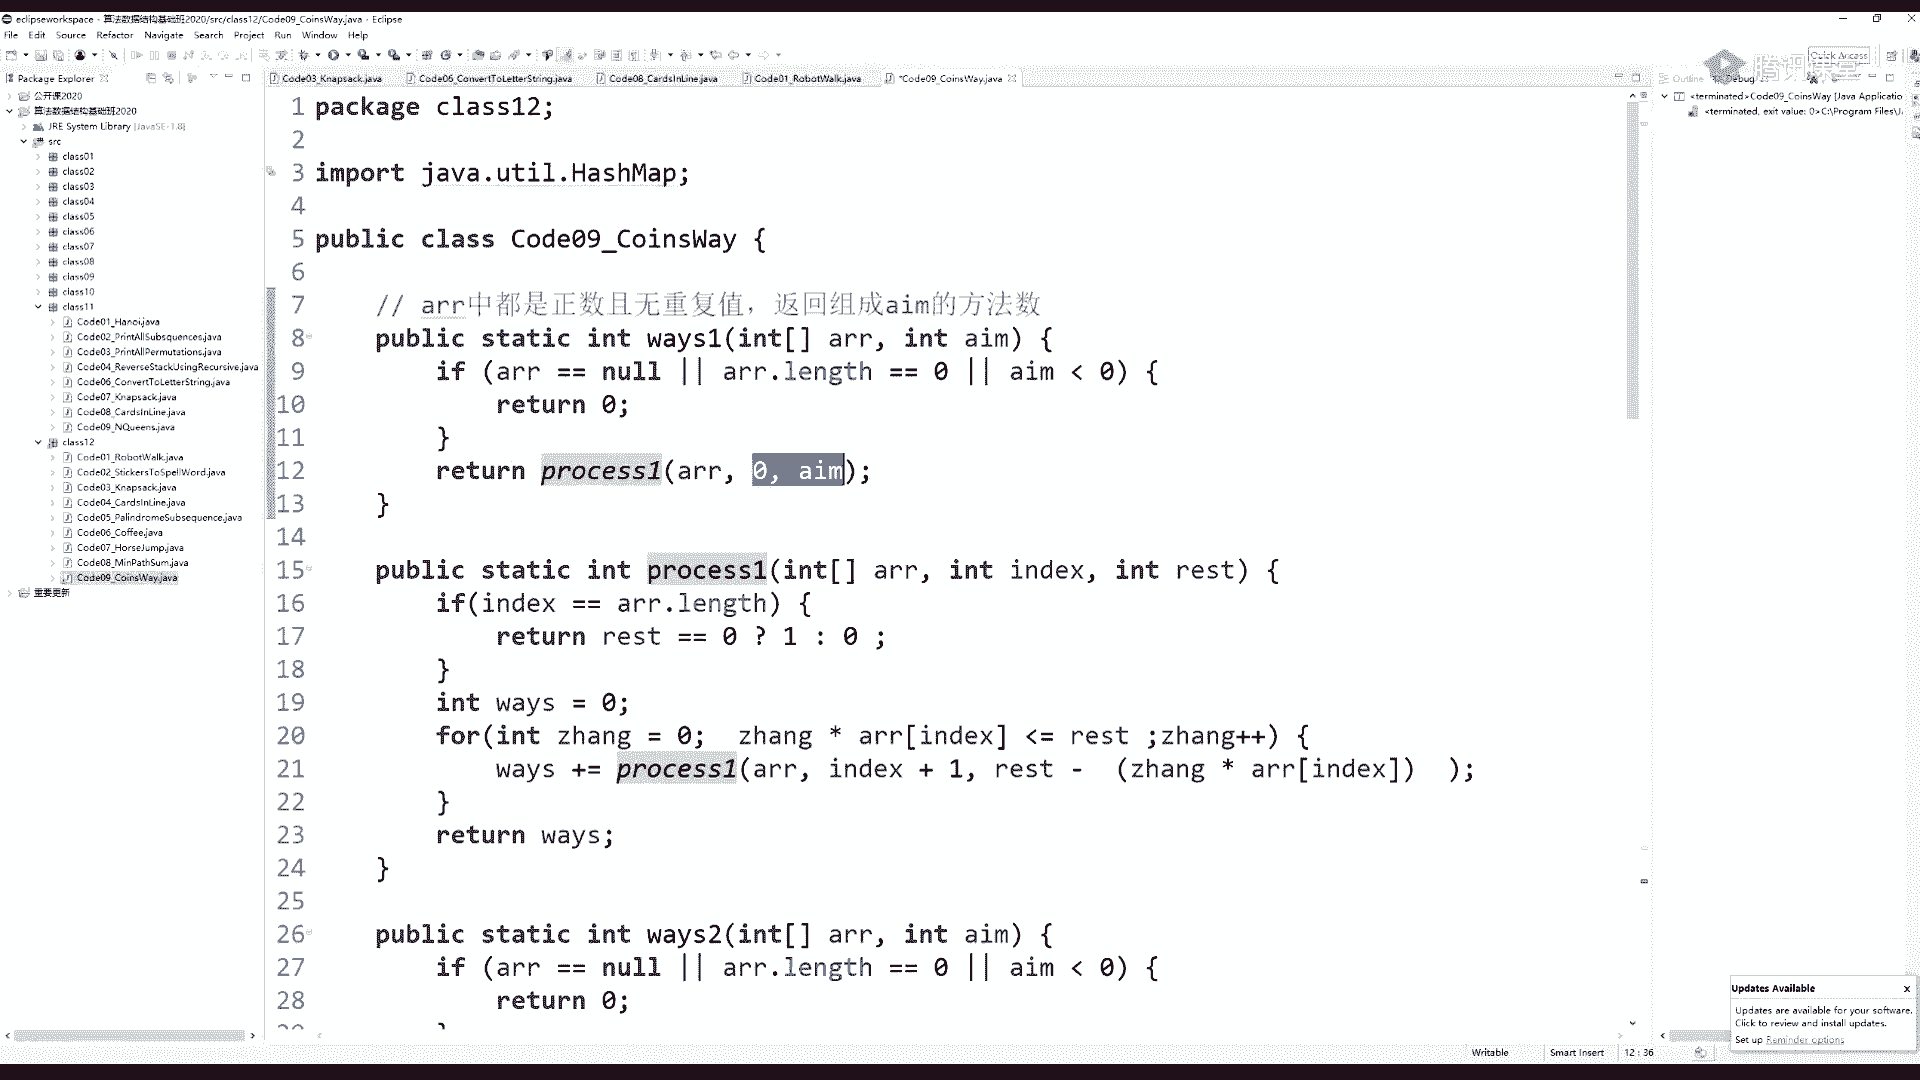 eclipseworkspace - 算法数据结构基础班2020/src/class12/Code09_CoinsWay.java - Eclipse
File Edit Source Refactor Navigate Search Project Run Window Help
Quick Access
腾讯课堂
Package Explorer
Code03_Knapsack.java
Code06_ConvertToLetterString.java
Code08_CardsInLine.java
Code01_RobotWalk.java
*Code09_CoinsWay.java
Outline
Debug
公开课2020
算法数据结构基础班2020
JRE System Library [JavaSE-1.8]
src
class01
class02
class03
class04
class05
class06
class07
class08
class09
class10
class11
Code01_Hanoi.java
Code02_PrintAllSubsquences.java
Code03_PrintAllPermutations.java
Code04_ReverseStackUsingRecursive.java
Code06_ConvertToLetterString.java
Code07_Knapsack.java
Code08_CardsInLine.java
Code09_NQueens.java
class12
Code01_RobotWalk.java
Code02_StickersToSpellWord.java
Code03_Knapsack.java
Code04_CardsInLine.java
Code05_PalindromeSubsequence.java
Code06_Coffee.java
Code07_HorseJump.java
Code08_MinPathSum.java
Code09_CoinsWay.java
重要更新
1 package class12;
2
3 import java.util.HashMap;
4
5 public class Code09_CoinsWay {
6
7 // arr中都是正数且无重复值，返回组成aim的方法数
8 public static int ways1(int[] arr, int aim) {
9 if (arr == null || arr.length == 0 || aim < 0) {
10 return 0;
11 }
12 return process1(arr, 0, aim);
13 }
14
15 public static int process1(int[] arr, int index, int rest) {
16 if(index == arr.length) {
17 return rest == 0 ? 1 : 0 ;
18 }
19 int ways = 0;
20 for(int zhang = 0;  zhang * arr[index] <= rest ;zhang++) {
21 ways += process1(arr, index + 1, rest -  (zhang * arr[index])  );
22 }
23 return ways;
24 }
25
26 public static int ways2(int[] arr, int aim) {
27 if (arr == null || arr.length == 0 || aim < 0) {
28 return 0;
<terminated>Code09_CoinsWay [Java Applicatio
<terminated, exit value: 0>C:\Program Files\J
Updates Available
Updates are available for your software.
Click to review and install updates.
Set up Reminder options
Writable
Smart Insert
12 : 36